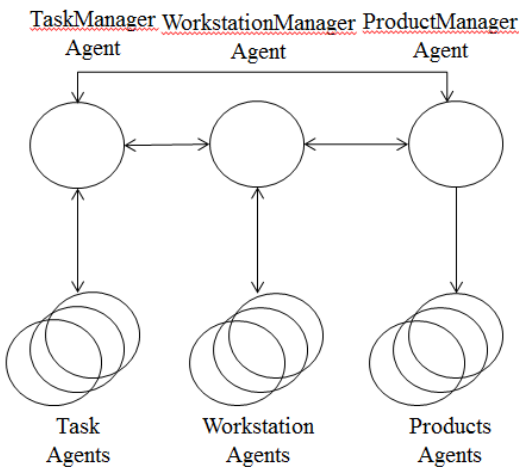 TaskManager WorkstationManager ProductManager
Agent Agent Agent
Task Workstation Products
Agents Agents Agents